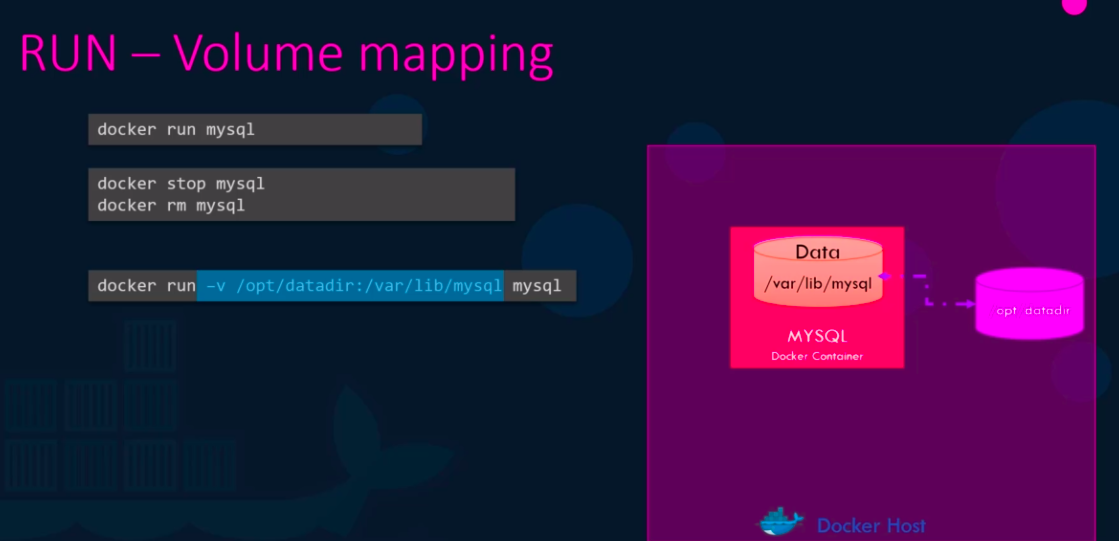 RUN – Volume mapping
docker run mysql
docker stop mysql
docker rm mysql
docker run -v /opt/datadir:/var/lib/mysql mysql
Data
/var/lib/mysql
opt datadir
MYSQL
Docker Container
Docker Host